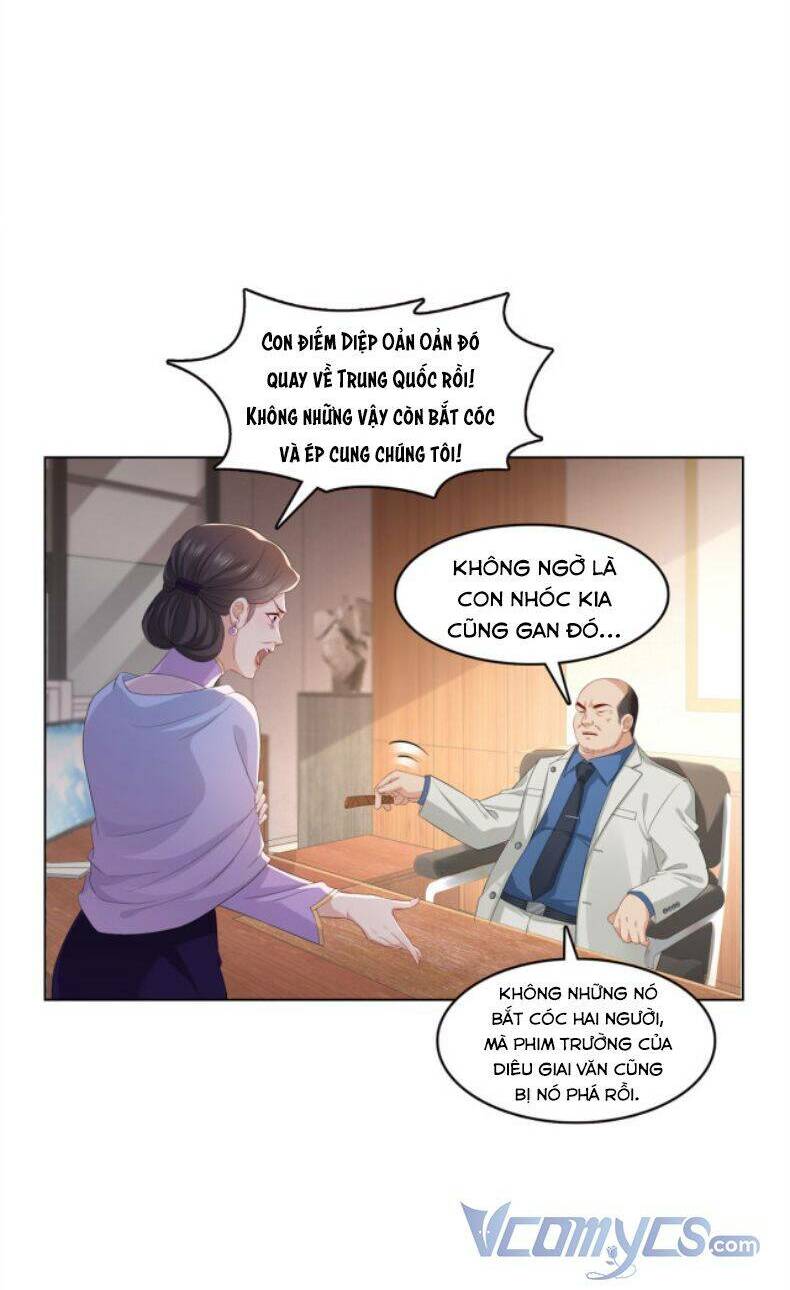 CON ĐIẾM DIỆP OẢN OẢN ĐÓ
QUAY VỀ TRUNG QUỐC RỒI!
KHÔNG NHỮNG VẬY CÒN BẮT CÓC
VÀ ÉP CUNG CHÚNG TÔI!
KHÔNG NGỜ LÀ
CON NHÓC KIA
CŨNG GAN ĐÓ...
KHÔNG NHỮNG NÓ
BẮT CÓC HAI NGƯỜI,
MÀ PHIM TRƯỜNG CỦA
DIÊU GIAI VĂN CŨNG
BỊ NÓ PHÁ RỒI.
VCOMYCS.com